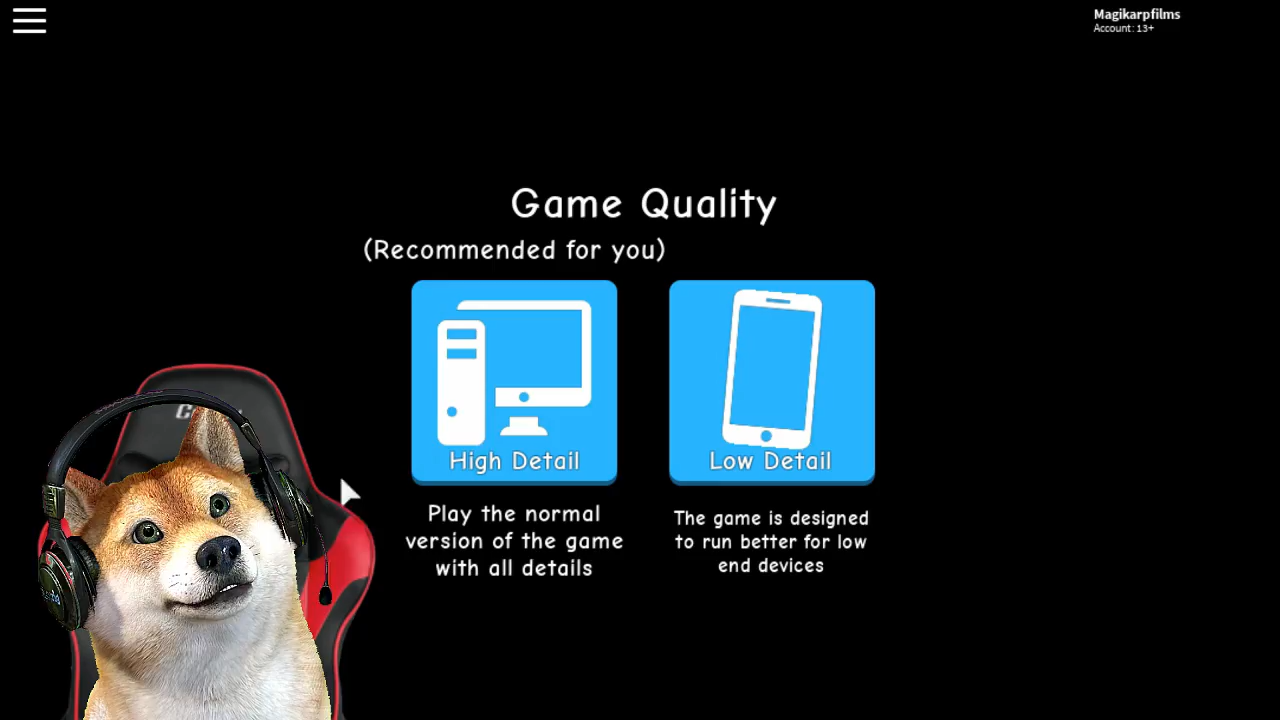 Magikarpfilms
Account: 13+
Game Quality
(Recommended for you)
High Detail
Low Detail
Play the normal
version of the game
with all details
The game is designed
to run better for low
end devices